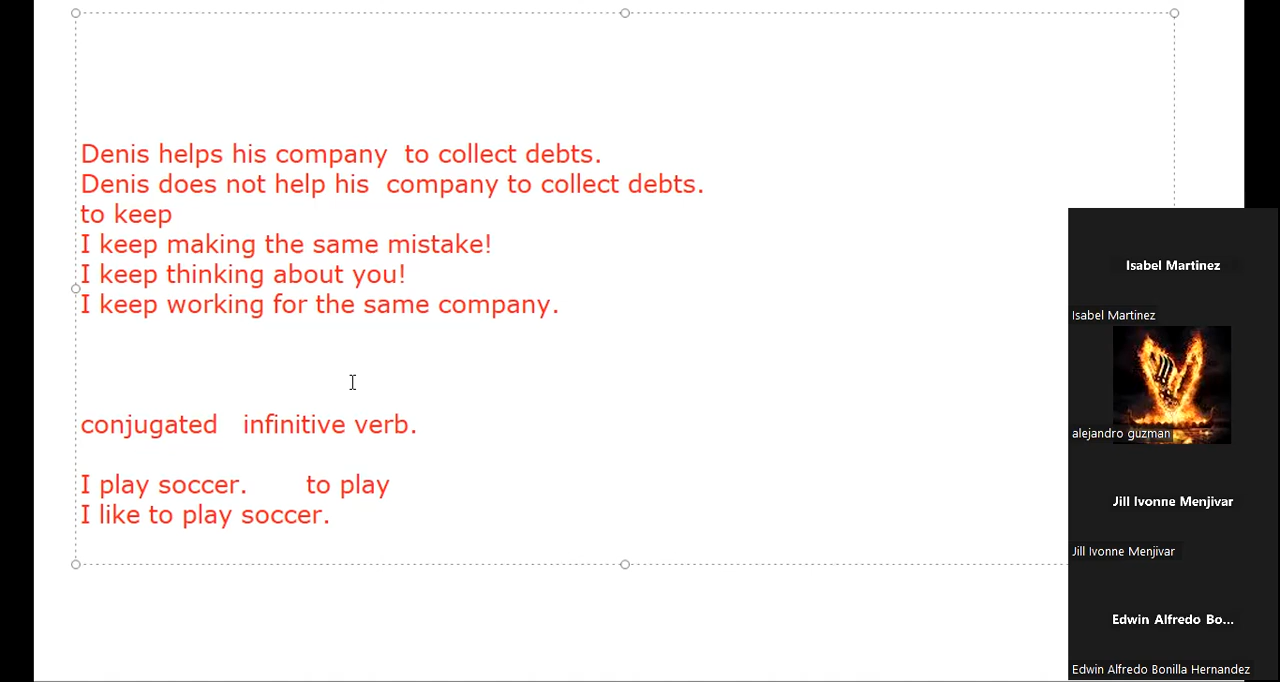 Denis helps his company  to collect debts.
Denis does not help his  company to collect debts.
to keep
I keep making the same mistake!
I keep thinking about you!
I keep working for the same company.
conjugated   infinitive verb.
I play soccer.       to play
I like to play soccer.
Isabel Martinez
Isabel Martinez
alejandro guzman
Jill Ivonne Menjivar
Jill Ivonne Menjivar
Edwin Alfredo Bo...
Edwin Alfredo Bonilla Hernandez